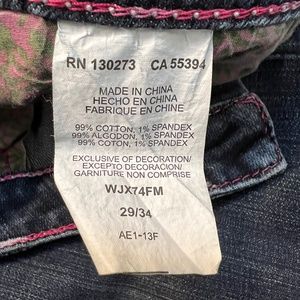 RN 130273 CA 55394
MADE IN CHINA
HECHO EN CHINA
FABRIQUE EN CHINE
99% COTTON, 1% SPANDEX
99% ALGODON, 1% SPANDEX
99% COTON, 1% SPANDEX
EXCLUSIVE OF DECORATION/
EXCEPTO DECORACION/
GARNITURE NON COMPRISE
WJX74FM
29/34
AE1-13F